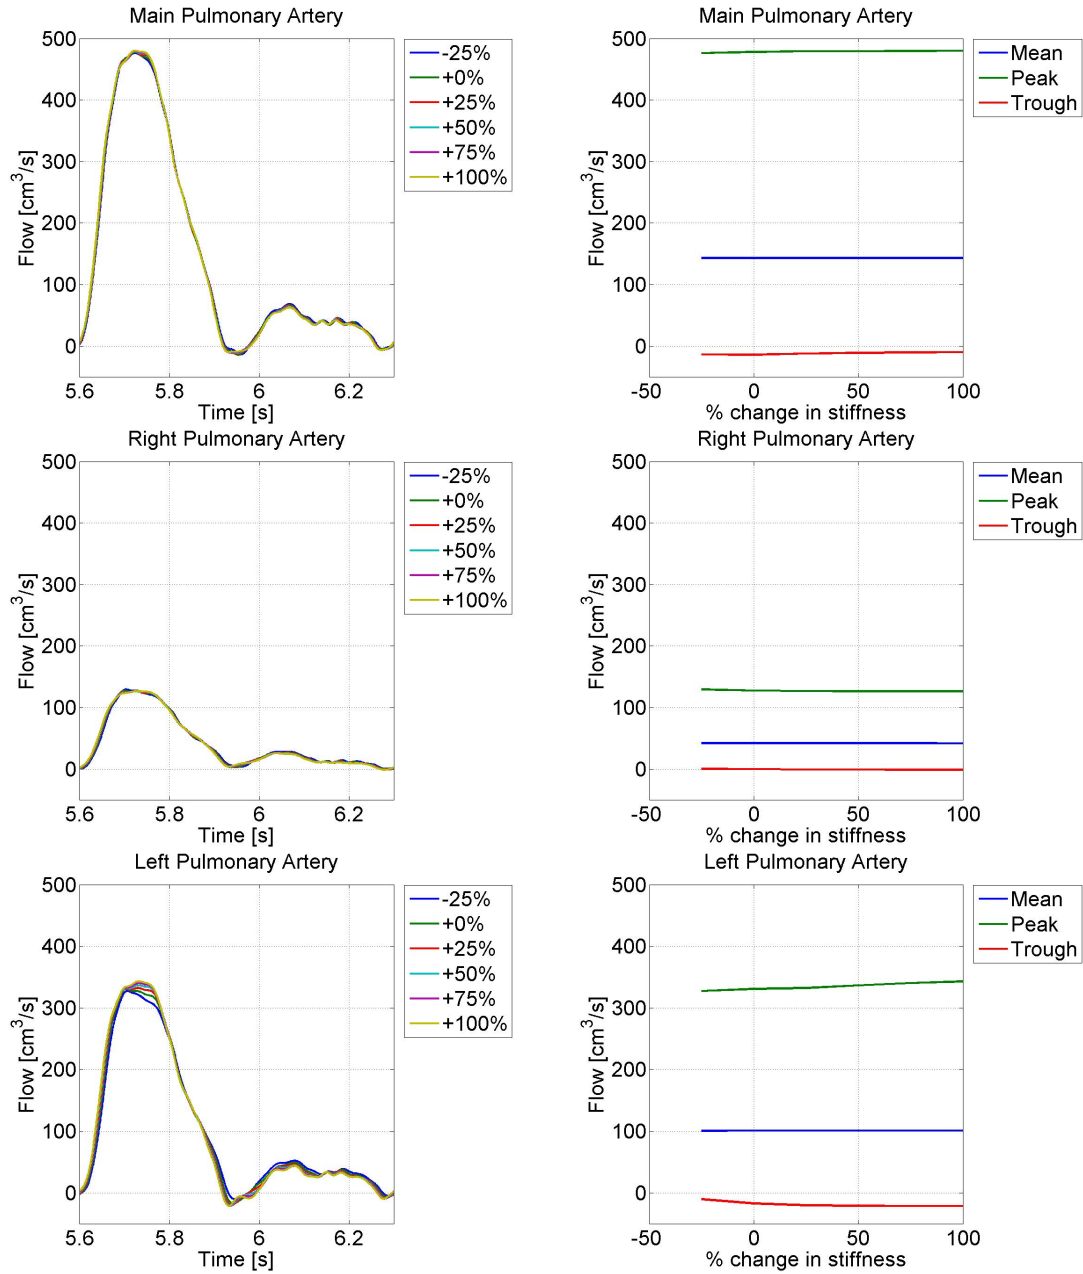 Main Pulmonary Artery
500
400
300
200
100
0
5.6
5.8
6
6.2
Flow [cm³/s]
Time [s]
-25%
+0%
+25%
+50%
+75%
+100%
Main Pulmonary Artery
500
400
300
200
100
0
-50
0
50
100
Flow [cm³/s]
% change in stiffness
Mean
Peak
Trough
Right Pulmonary Artery
500
400
300
200
100
0
5.6
5.8
6
6.2
Flow [cm³/s]
Time [s]
-25%
+0%
+25%
+50%
+75%
+100%
Right Pulmonary Artery
500
400
300
200
100
0
-50
0
50
100
Flow [cm³/s]
% change in stiffness
Mean
Peak
Trough
Left Pulmonary Artery
500
400
300
200
100
0
5.6
5.8
6
6.2
Flow [cm³/s]
Time [s]
-25%
+0%
+25%
+50%
+75%
+100%
Left Pulmonary Artery
500
400
300
200
100
0
-50
0
50
100
Flow [cm³/s]
% change in stiffness
Mean
Peak
Trough